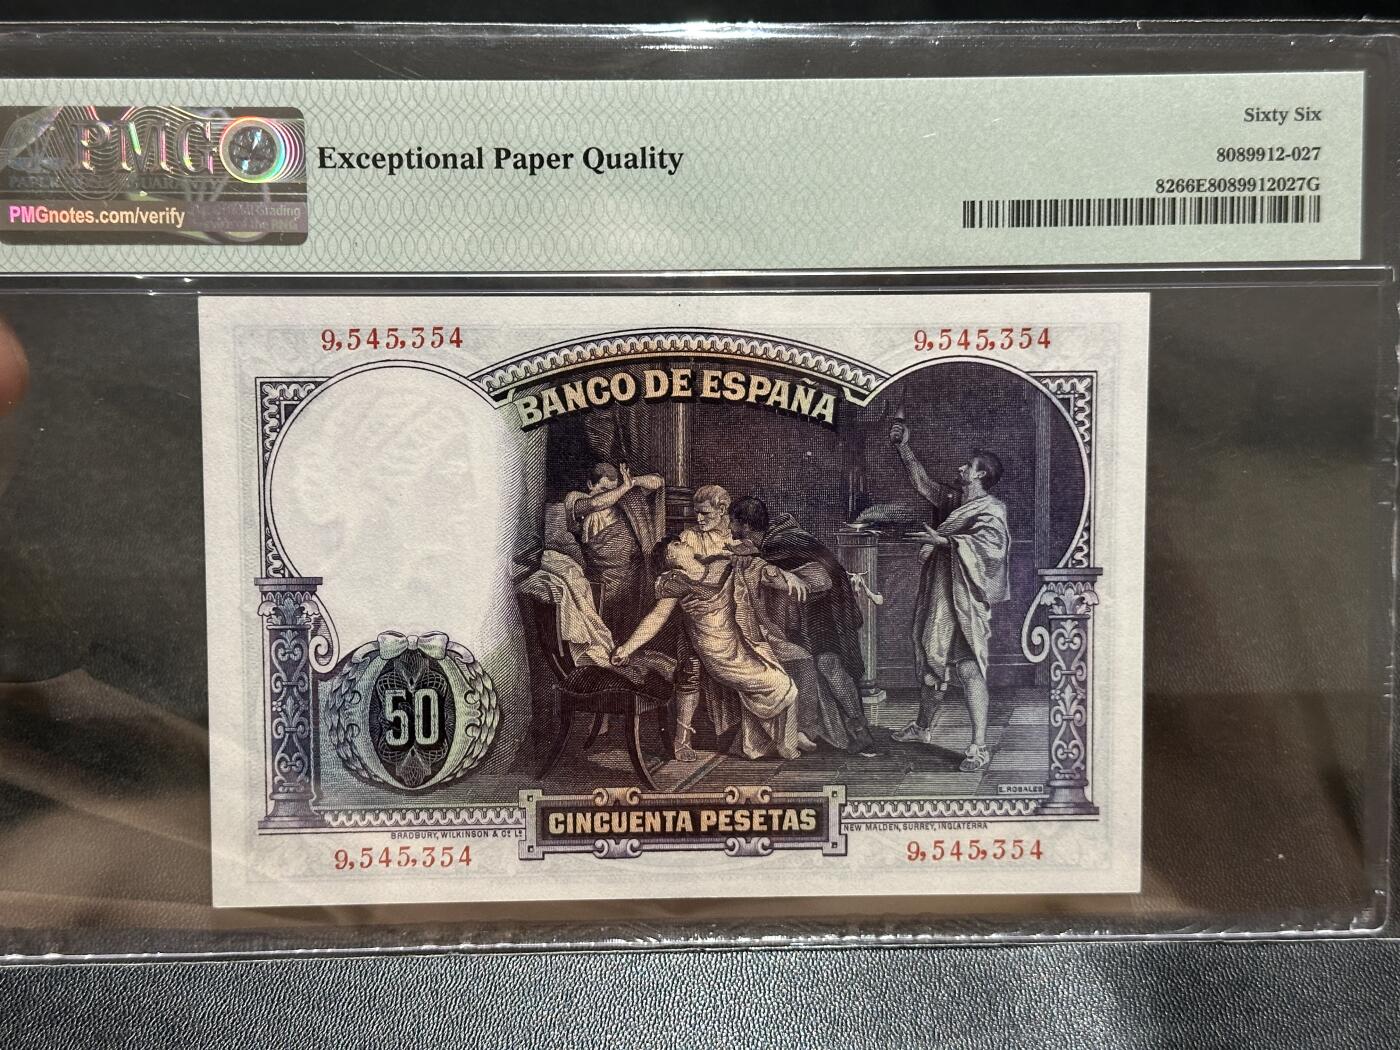 Sixty Six
PMG
Exceptional Paper Quality
8089912-027
8266E8089912027G
PMGnotes.com/verify
9,545,354
9,545,354
BANCO DE ESPAÑA
50
E. ROSALES
CINCUENTA PESETAS
BRADBURY, WILKINSON & Cº Lº
NEW MALDEN, SURREY, INGLATERRA
9,545,354
9,545,354